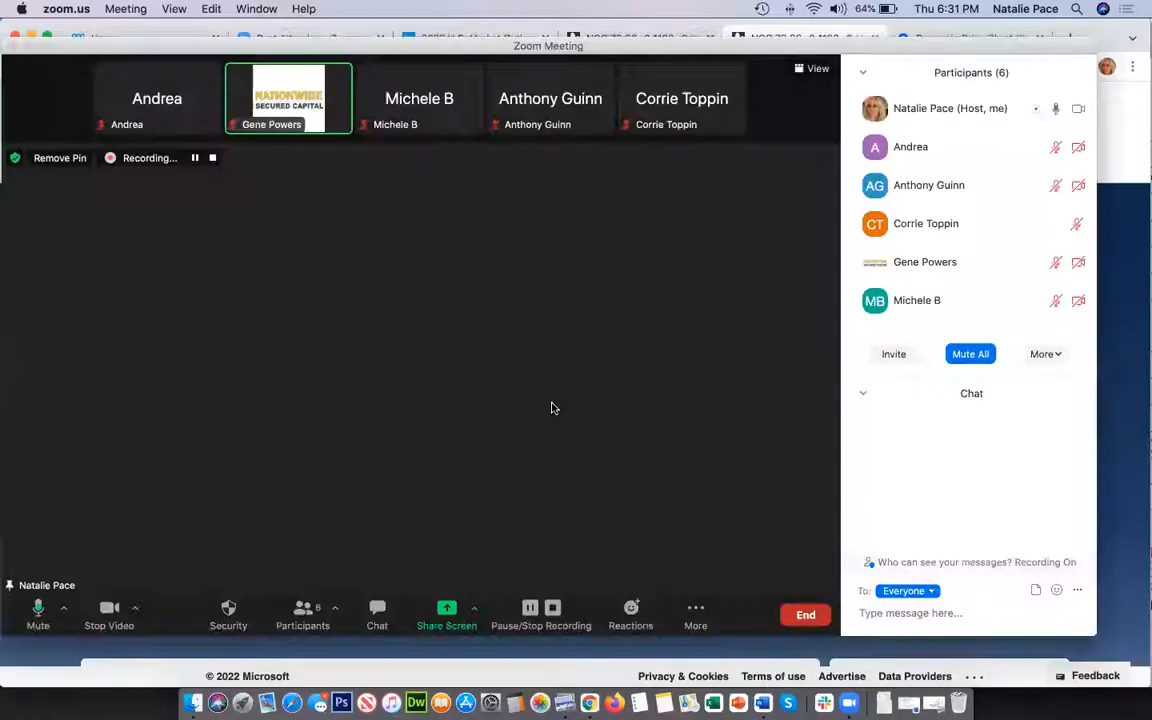 zoom.us Meeting View Edit Window Help 64% Thu 6:31 PM Natalie Pace
Zoom Meeting
Andrea
Andrea
NATIONWIDE
SECURED CAPITAL
Gene Powers
Michele B
Michele B
Anthony Guinn
Anthony Guinn
Corrie Toppin
Corrie Toppin
View
Remove Pin Recording...
Participants (6)
Natalie Pace (Host, me)
A Andrea
AG Anthony Guinn
CT Corrie Toppin
Gene Powers
MB Michele B
Invite Mute All More
Chat
Who can see your messages? Recording On
To: Everyone
Type message here...
Natalie Pace
6
Mute Stop Video Security Participants Chat Share Screen Pause/Stop Recording Reactions More End
© 2022 Microsoft Privacy & Cookies Terms of use Advertise Data Providers ... Feedback
Ps Dw